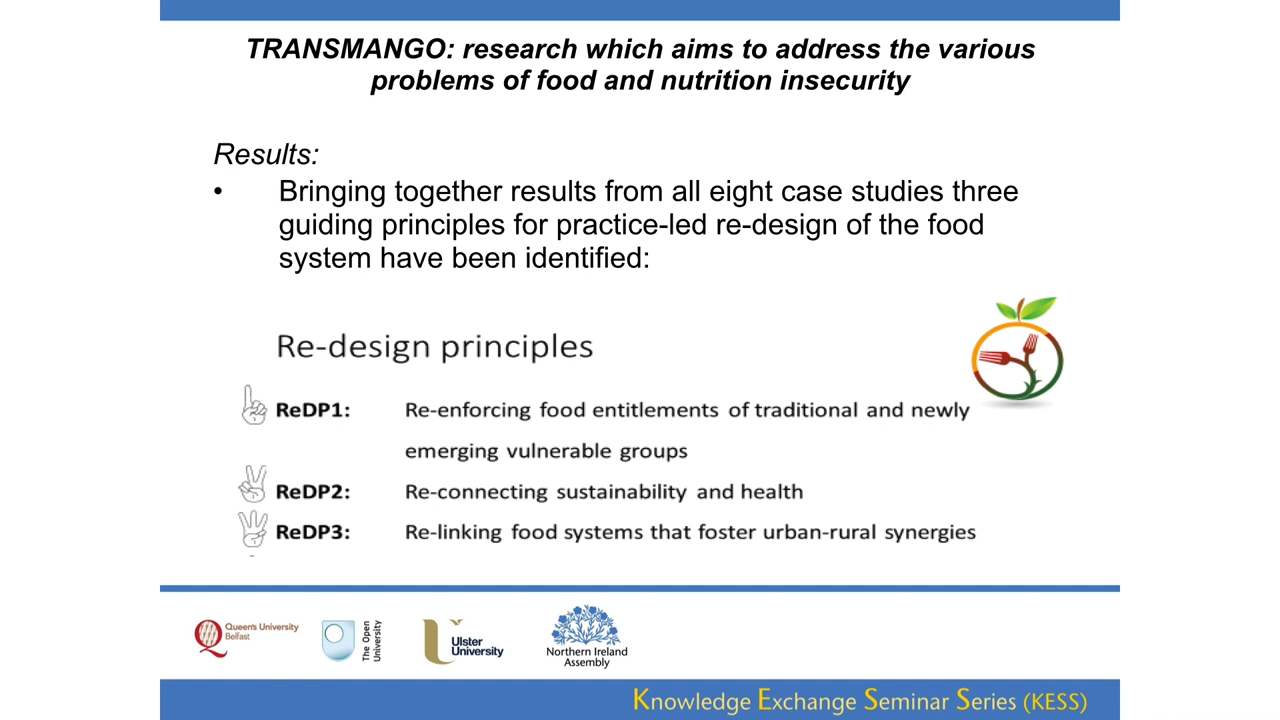 TRANSMANGO: research which aims to address the various
problems of food and nutrition insecurity
Results:
• Bringing together results from all eight case studies three
guiding principles for practice-led re-design of the food
system have been identified:
Re-design principles
ReDP1: Re-enforcing food entitlements of traditional and newly
emerging vulnerable groups
ReDP2: Re-connecting sustainability and health
ReDP3: Re-linking food systems that foster urban-rural synergies
Queen's University
Belfast
The Open
University
Ulster
University
Northern Ireland
Assembly
Knowledge Exchange Seminar Series (KESS)